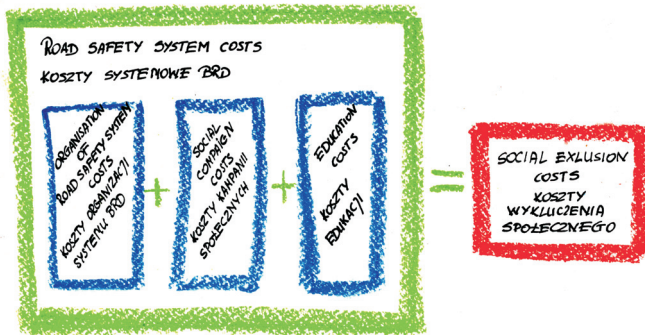 ROAD SAFETY SYSTEM COSTS
KOSZTY SYSTEMOWE BRD
ORGANISATION
OF
ROAD SAFETY SYSTEM
COSTS
KOSZTY ORGANIZACJI
SYSTEMU BRD
+
SOCIAL
COMPAIGN
COSTS
KOSZTY KAMPANII
SPOŁECZNYCH
+
EDUCATION
COSTS
KOSZTY
EDUKACJI
=
SOCIAL EXLUSION
COSTS
KOSZTY
WYKLUCZENIA
SPOŁECZNEGO